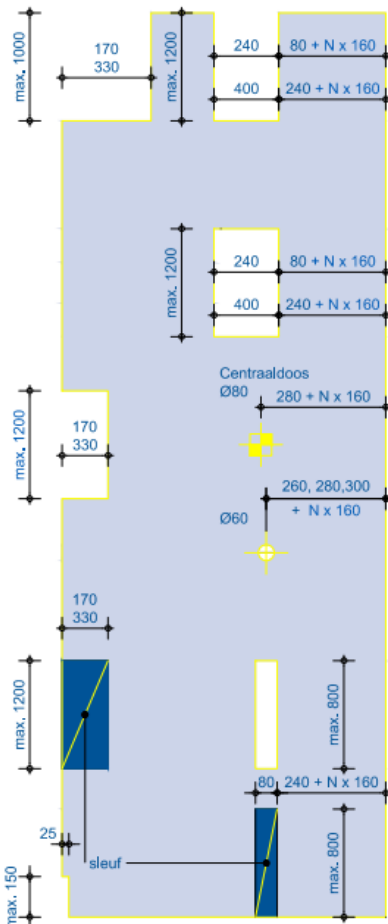 max. 1000
170
330
max. 1200
240
80 + N x 160
400
240 + N x 160
max. 1200
240
80 + N x 160
400
240 + N x 160
Centraaldoos
Ø80
280 + N x 160
max. 1200
170
330
260, 280,300
+ N x 160
Ø60
170
330
max, 1200
max. 800
80
240 + N x 160
25
sleuf
max. 800
max. 150